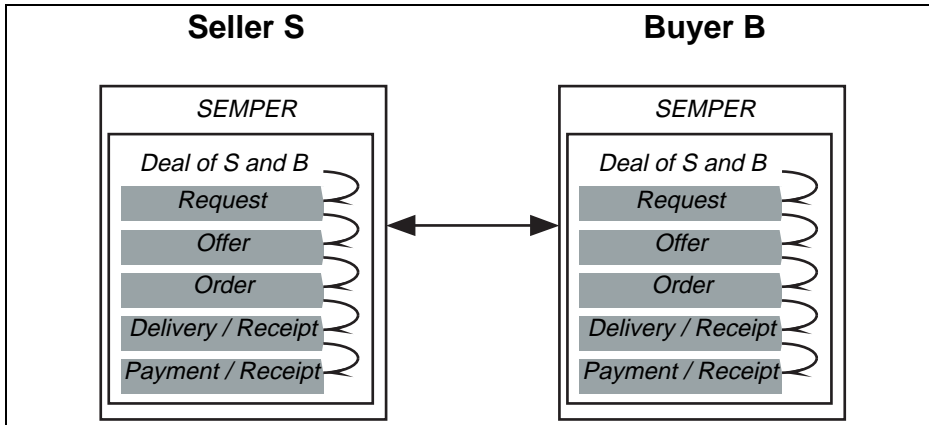 Seller S
Buyer B
SEMPER
Deal of S and B
Request
Offer
Order
Delivery / Receipt
Payment / Receipt
SEMPER
Deal of S and B
Request
Offer
Order
Delivery / Receipt
Payment / Receipt